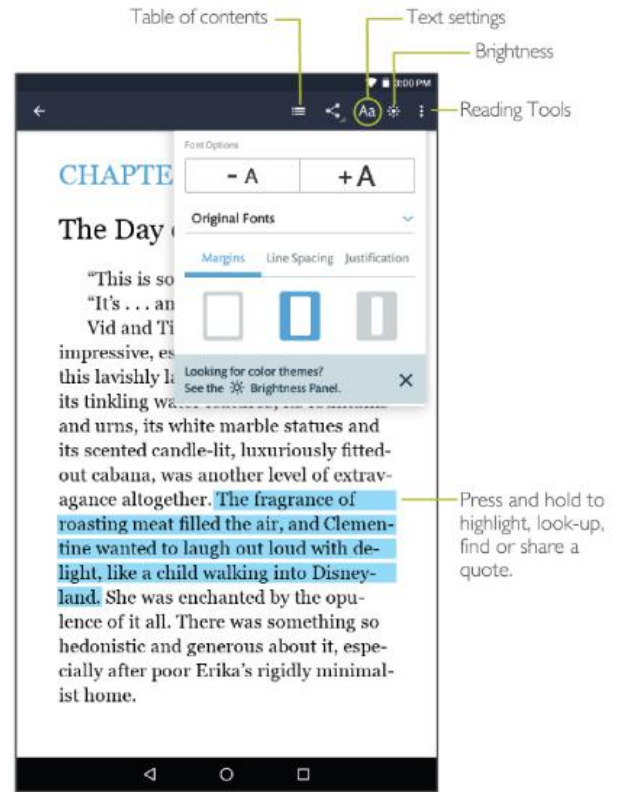 Table of contents
Text settings
Brightness
3:00 PM
Aa
Reading Tools
Font Options
- A
+ A
CHAPTE
Original Fonts
The Day
Margins Line Spacing Justification
“This is so
“It’s . . . an
Vid and Ti
impressive, es
Looking for color themes?
See the Brightness Panel.
this lavishly la
its tinkling
and urns, its white marble statues and
its scented candle-lit, luxuriously fitted-
out cabana, was another level of extrav-
agance altogether. The fragrance of
roasting meat filled the air, and Clemen-
tine wanted to laugh out loud with de-
light, like a child walking into Disney-
land. She was enchanted by the opu-
lence of it all. There was something so
hedonistic and generous about it, espe-
cially after poor Erika’s rigidly minimal-
ist home.
Press and hold to
highlight, look-up,
find or share a
quote.